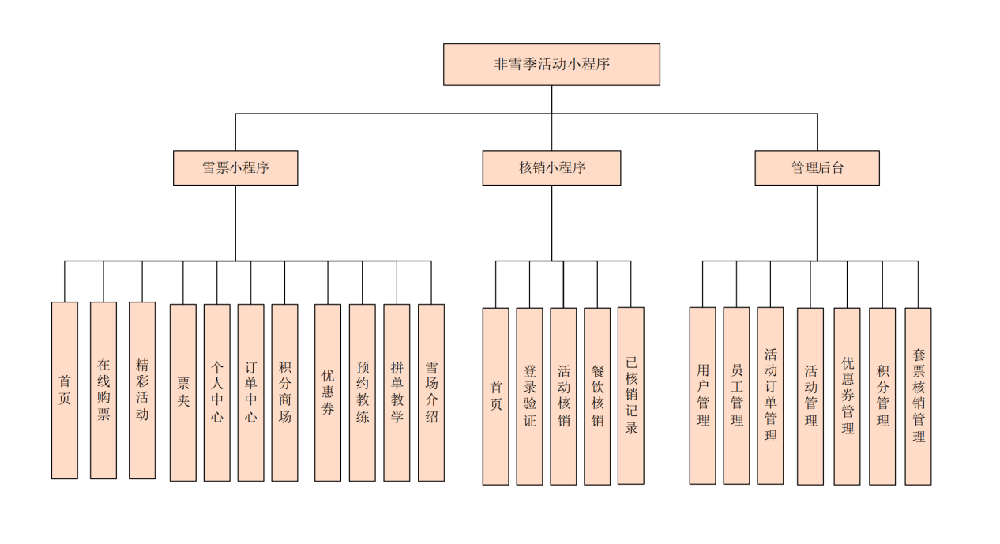 非雪季活动小程序
雪票小程序
核销小程序
管理后台
首页
在线购票
精彩活动
票夹
个人中心
订单中心
积分商场
优惠券
预约教练
拼单教学
雪场介绍
首页
登录验证
活动核销
餐饮核销
已核销记录
用户管理
员工管理
活动订单管理
活动管理
优惠券管理
积分管理
套票核销管理